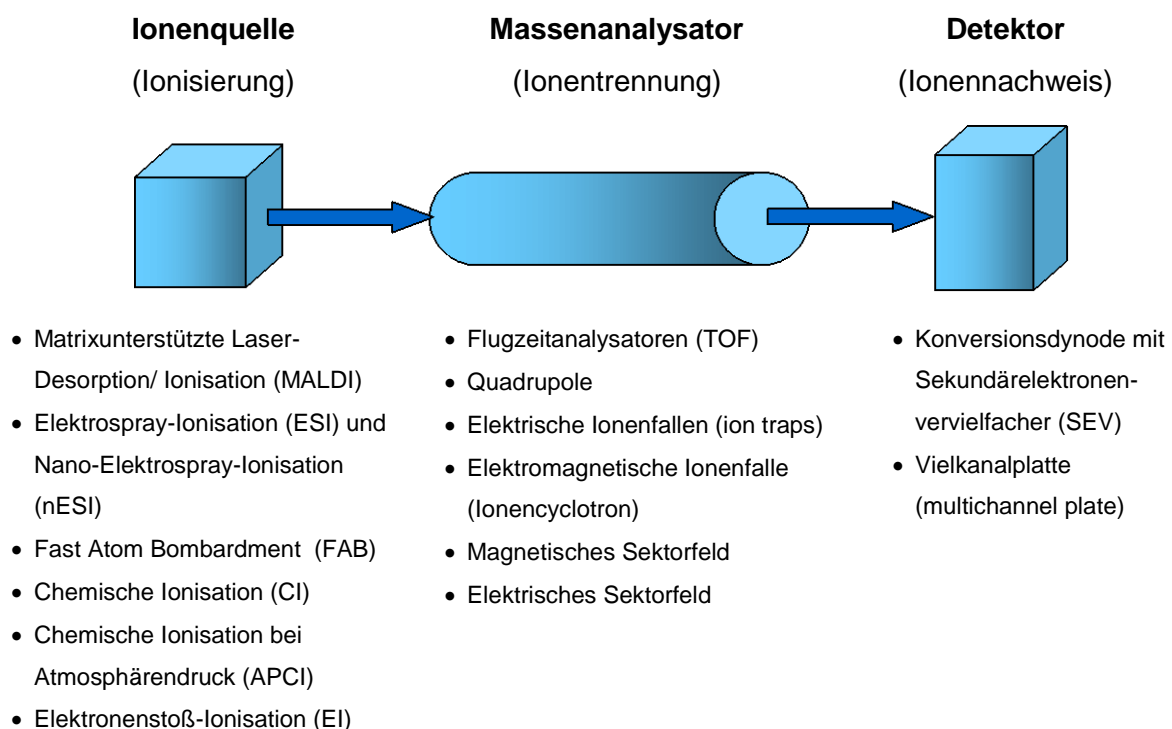 Ionenquelle
(Ionisierung)
Massenanalysator
(Ionentrennung)
Detektor
(Ionennachweis)
• Matrixunterstützte Laser-
Desorption/ Ionisation (MALDI)
• Elektrospray-Ionisation (ESI) und
Nano-Elektrospray-Ionisation
(nESI)
• Fast Atom Bombardment (FAB)
• Chemische Ionisation (CI)
• Chemische Ionisation bei
Atmosphärendruck (APCI)
• Elektronenstoß-Ionisation (EI)
• Flugzeitanalysatoren (TOF)
• Quadrupole
• Elektrische Ionenfallen (ion traps)
• Elektromagnetische Ionenfalle
(Ionencyclotron)
• Magnetisches Sektorfeld
• Elektrisches Sektorfeld
• Konversionsdynode mit
Sekundärelektronen-
vervielfacher (SEV)
• Vielkanalplatte
(multichannel plate)